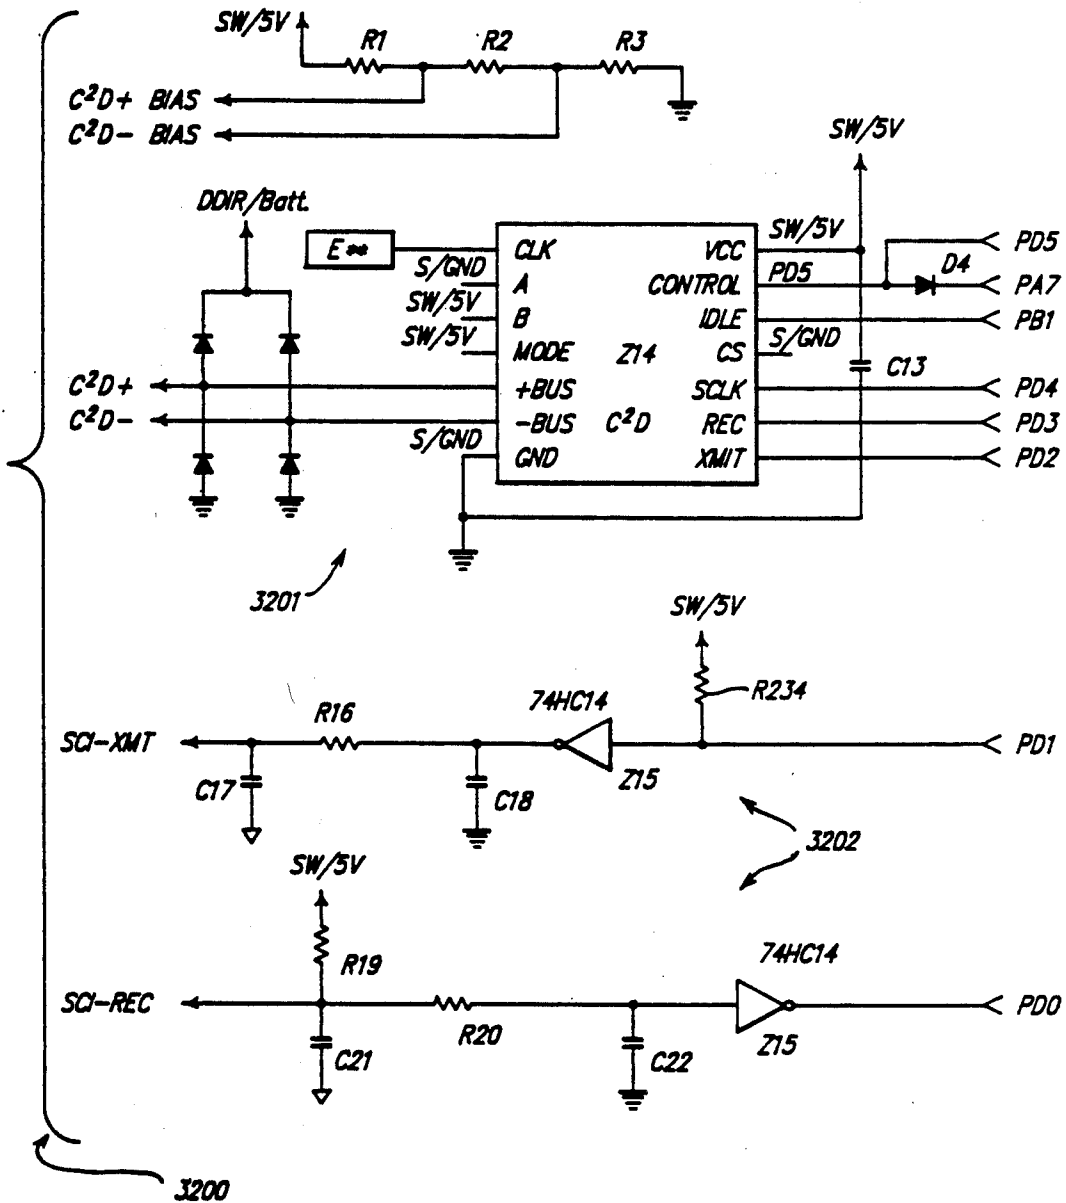 SW/5V
R1 R2 R3
C²D+ BIAS
C²D- BIAS
SW/5V
DDIR/Batt.
E**
CLK
S/GND
A
SW/5V
B
SW/5V
MODE
C²D+
+BUS
C²D-
-BUS
S/GND
GND
Z14
C²D
VCC
SW/5V
CONTROL
PD5
IDLE
CS
S/GND
SCLK
REC
XMIT
C13
D4
PD5
PA7
PB1
PD4
PD3
PD2
3201
SW/5V
R234
74HC14
R16
SCI-XMT
PD1
Z15
C17
C18
3202
SW/5V
R19
74HC14
SCI-REC
PD0
R20
Z15
C21
C22
3200